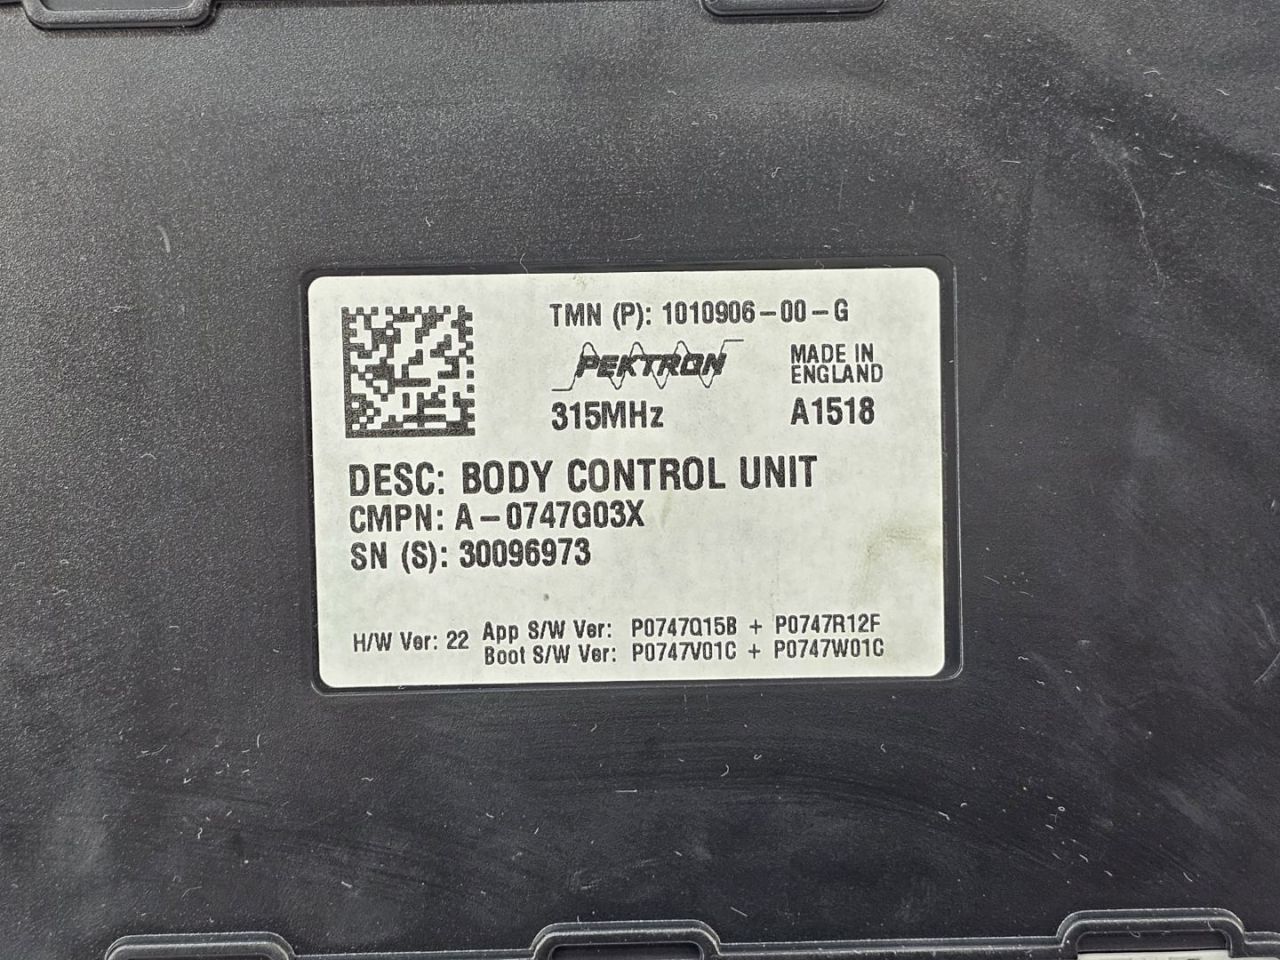 TMN (P): 1010906-00-G
PEKTRON
MADE IN
ENGLAND
315MHz
A1518
DESC: BODY CONTROL UNIT
CMPN: A-0747G03X
SN (S): 30096973
H/W Ver: 22
App S/W Ver: P0747Q15B + P0747R12F
Boot S/W Ver: P0747V01C + P0747W01C